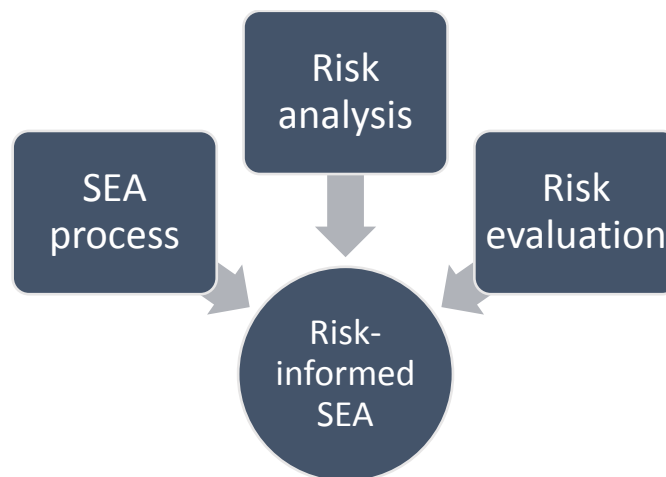 Risk
analysis
SEA
process
Risk
evaluation
Risk-
informed
SEA